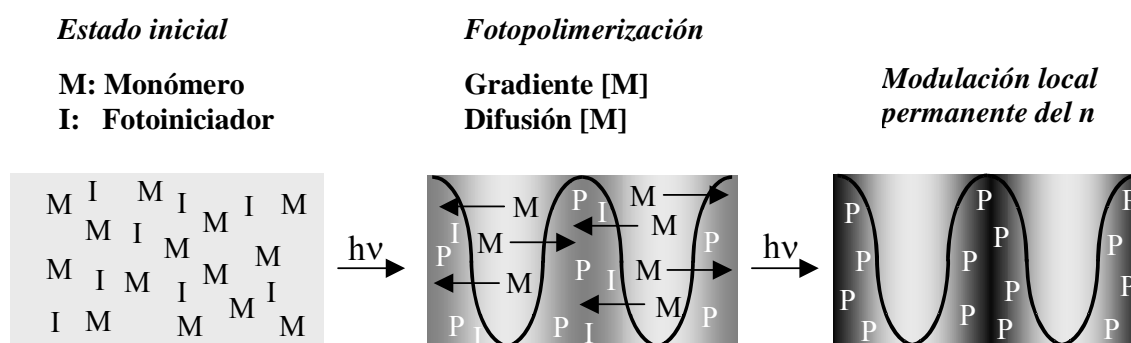 Estado inicial
M: Monómero
I: Fotoiniciador
Fotopolimerización
Gradiente [M]
Difusión [M]
Modulación local
permanente del n
M I M I M I M
M I M M
M I M I M I
I M M M M
hν
M P I M
I M M P
P M P I M
P I P I M P
hν
P P P
P P P P
P P P
P P P P